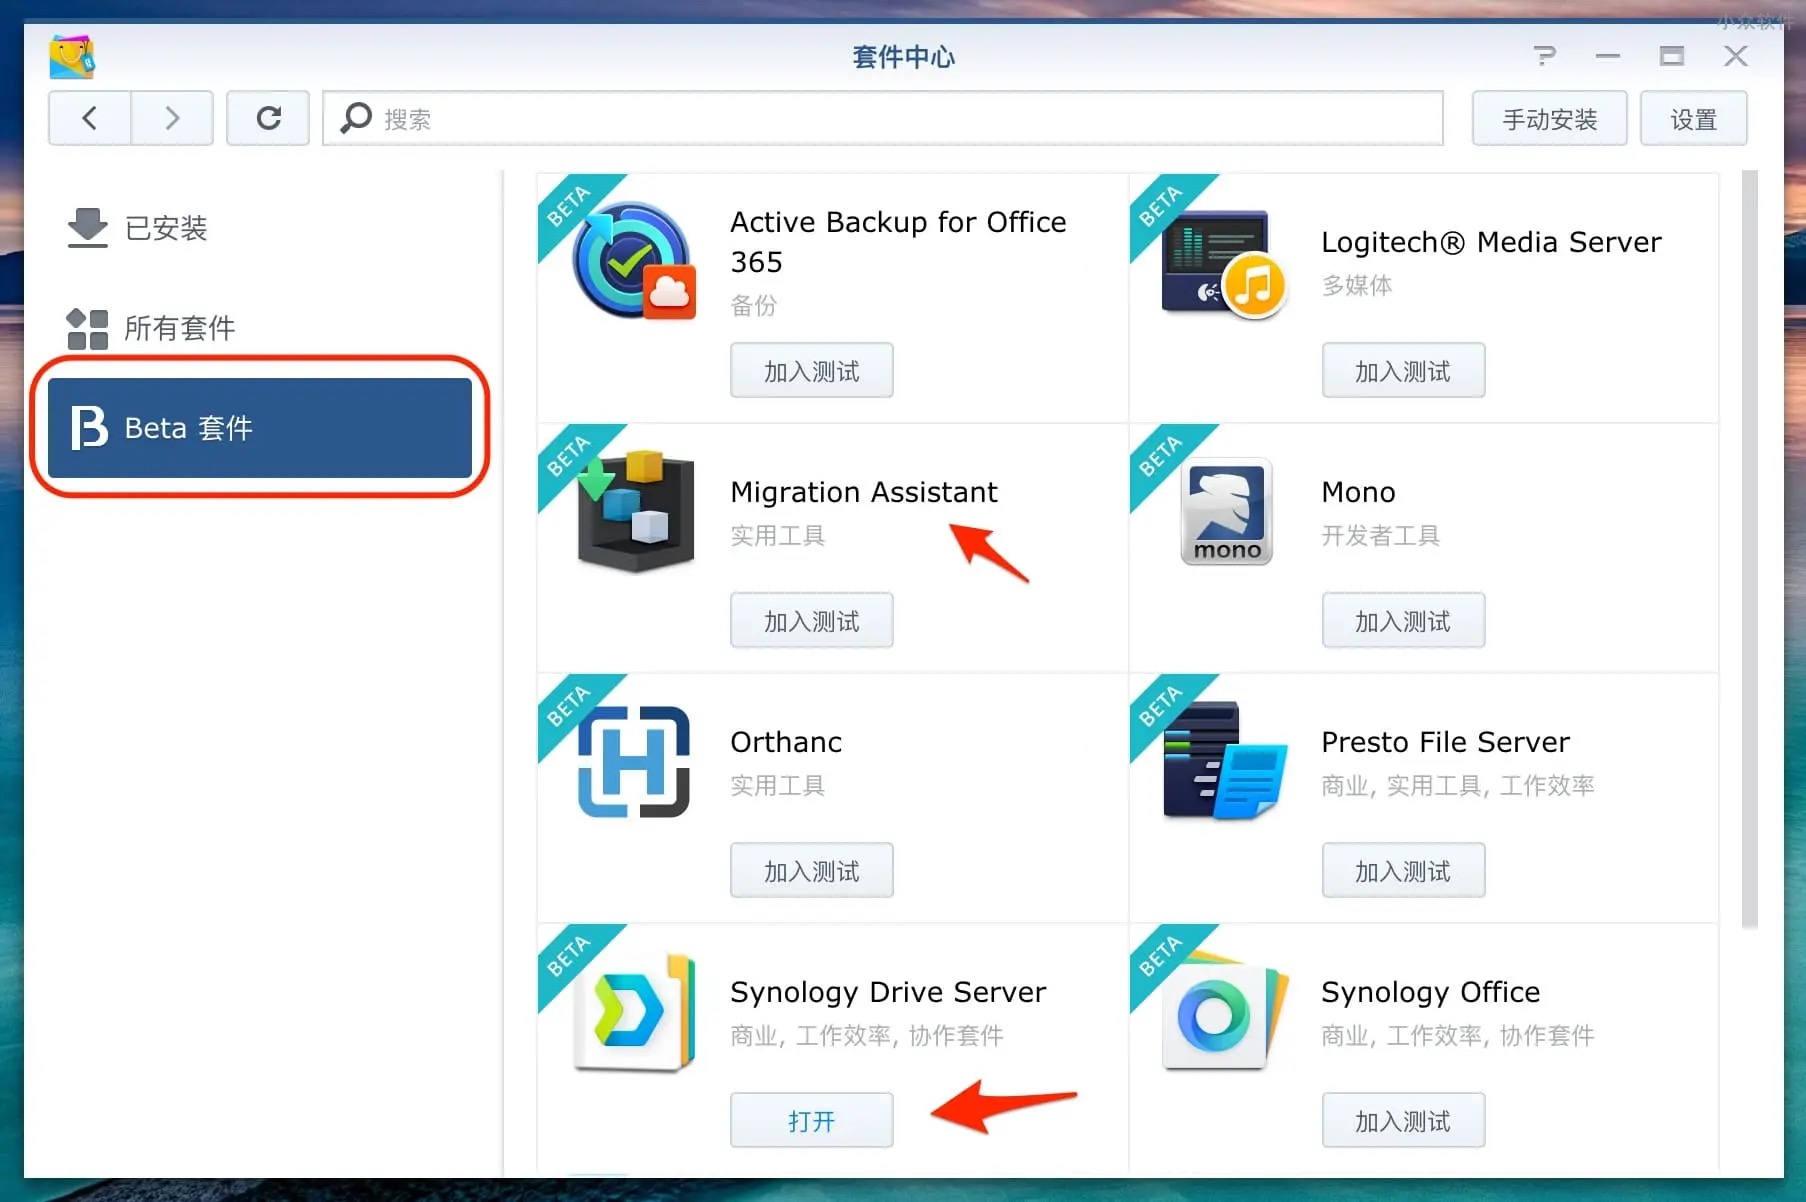 小众软件
套件中心
搜索
手动安装
设置
已安装
所有套件
Beta 套件
BETA
Active Backup for Office
365
备份
加入测试
BETA
Logitech® Media Server
多媒体
加入测试
BETA
Migration Assistant
实用工具
加入测试
BETA
mono
Mono
开发者工具
加入测试
BETA
Orthanc
实用工具
加入测试
BETA
Presto File Server
商业, 实用工具, 工作效率
加入测试
BETA
Synology Drive Server
商业, 工作效率, 协作套件
打开
BETA
Synology Office
商业, 工作效率, 协作套件
加入测试